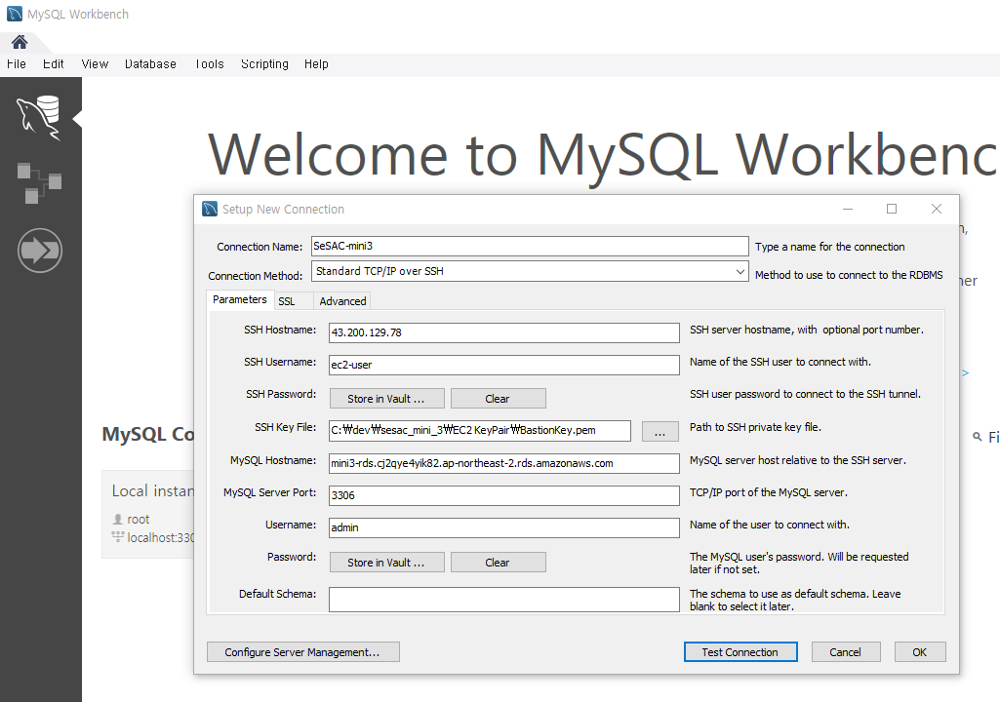 MySQL Workbench
File Edit View Database Tools Scripting Help
Welcome to MySQL Workbenc
Setup New Connection
Connection Name: SeSAC-mini3 Type a name for the connection
Connection Method: Standard TCP/IP over SSH Method to use to connect to the RDBMS
Parameters SSL Advanced
SSH Hostname: 43.200.129.78 SSH server hostname, with optional port number.
SSH Username: ec2-user Name of the SSH user to connect with.
SSH Password: Store in Vault ... Clear SSH user password to connect to the SSH tunnel.
SSH Key File: C:₩dev₩sesac_mini_3₩EC2 KeyPair₩BastionKey.pem ... Path to SSH private key file.
MySQL Hostname: mini3-rds.cj2qye4yik82.ap-northeast-2.rds.amazonaws.com MySQL server host relative to the SSH server.
MySQL Server Port: 3306 TCP/IP port of the MySQL server.
Username: admin Name of the user to connect with.
Password: Store in Vault ... Clear The MySQL user's password. Will be requested
later if not set.
Default Schema: The schema to use as default schema. Leave
blank to select it later.
Configure Server Management... Test Connection Cancel OK
n,
ner
>
MySQL Co
Fi
Local instan
root
localhost:330